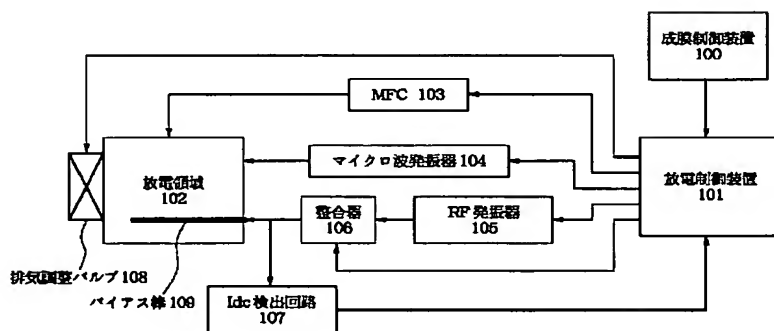 成膜制御装置
100
MFC 103
マイクロ波発振器 104
放電領域
102
放電制御装置
101
整合器
106
RF 発振器
105
排気調整バルブ 108
バイアス棒 109
Idc 検出回路
107